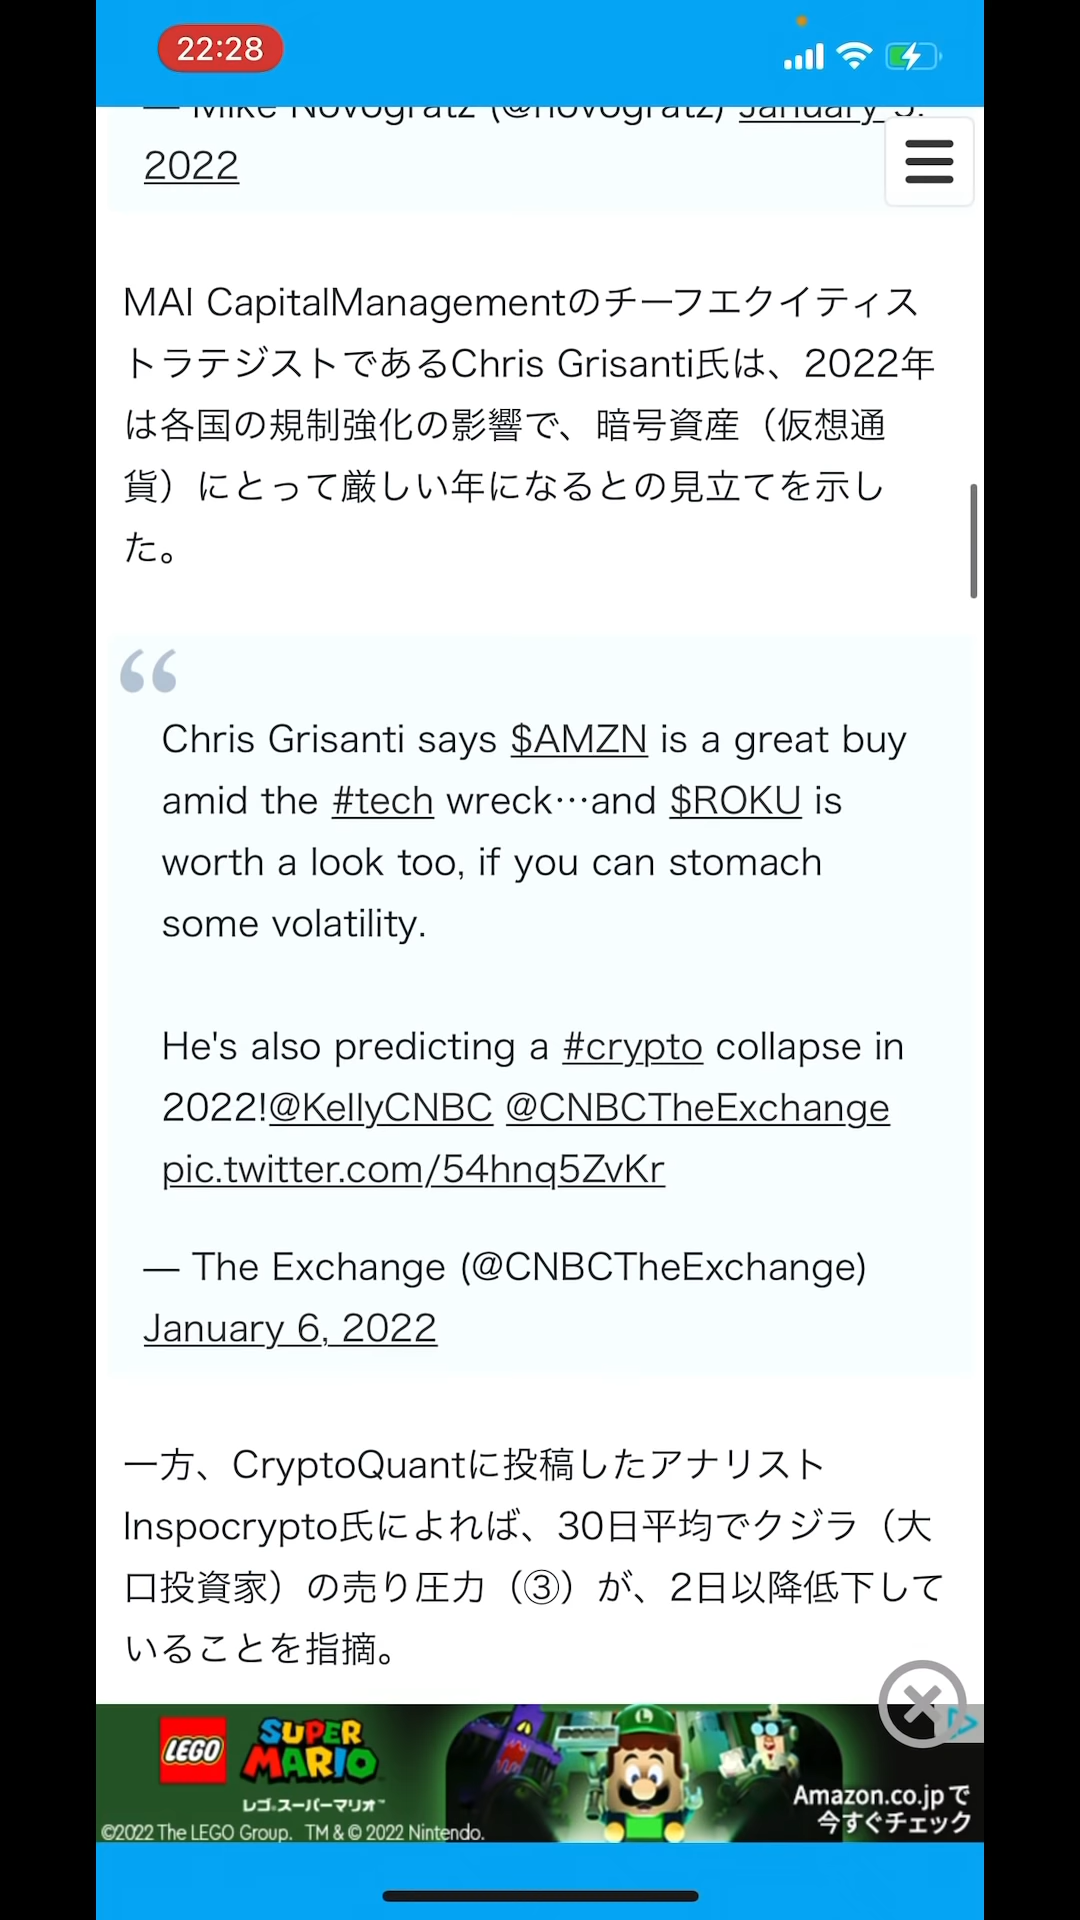 22:28
— Mike Novogratz (@novogratz) January 5,
2022
MAI CapitalManagementのチーフエクイティス
トラテジストであるChris Grisanti氏は、2022年
は各国の規制強化の影響で、暗号資産（仮想通
貨）にとって厳しい年になるとの見立てを示し
た。
“
Chris Grisanti says $AMZN is a great buy
amid the #tech wreck…and $ROKU is
worth a look too, if you can stomach
some volatility.
He's also predicting a #crypto collapse in
2022!@KellyCNBC @CNBCTheExchange
pic.twitter.com/54hnq5ZvKr
— The Exchange (@CNBCTheExchange)
January 6, 2022
一方、CryptoQuantに投稿したアナリスト
Inspocrypto氏によれば、30日平均でクジラ（大
口投資家）の売り圧力（③）が、2日以降低下して
いることを指摘。
LEGO
SUPER
MARIO
レゴ®スーパーマリオ™
L
Amazon.co.jpで
今すぐチェック
©2022 The LEGO Group. TM & © 2022 Nintendo.